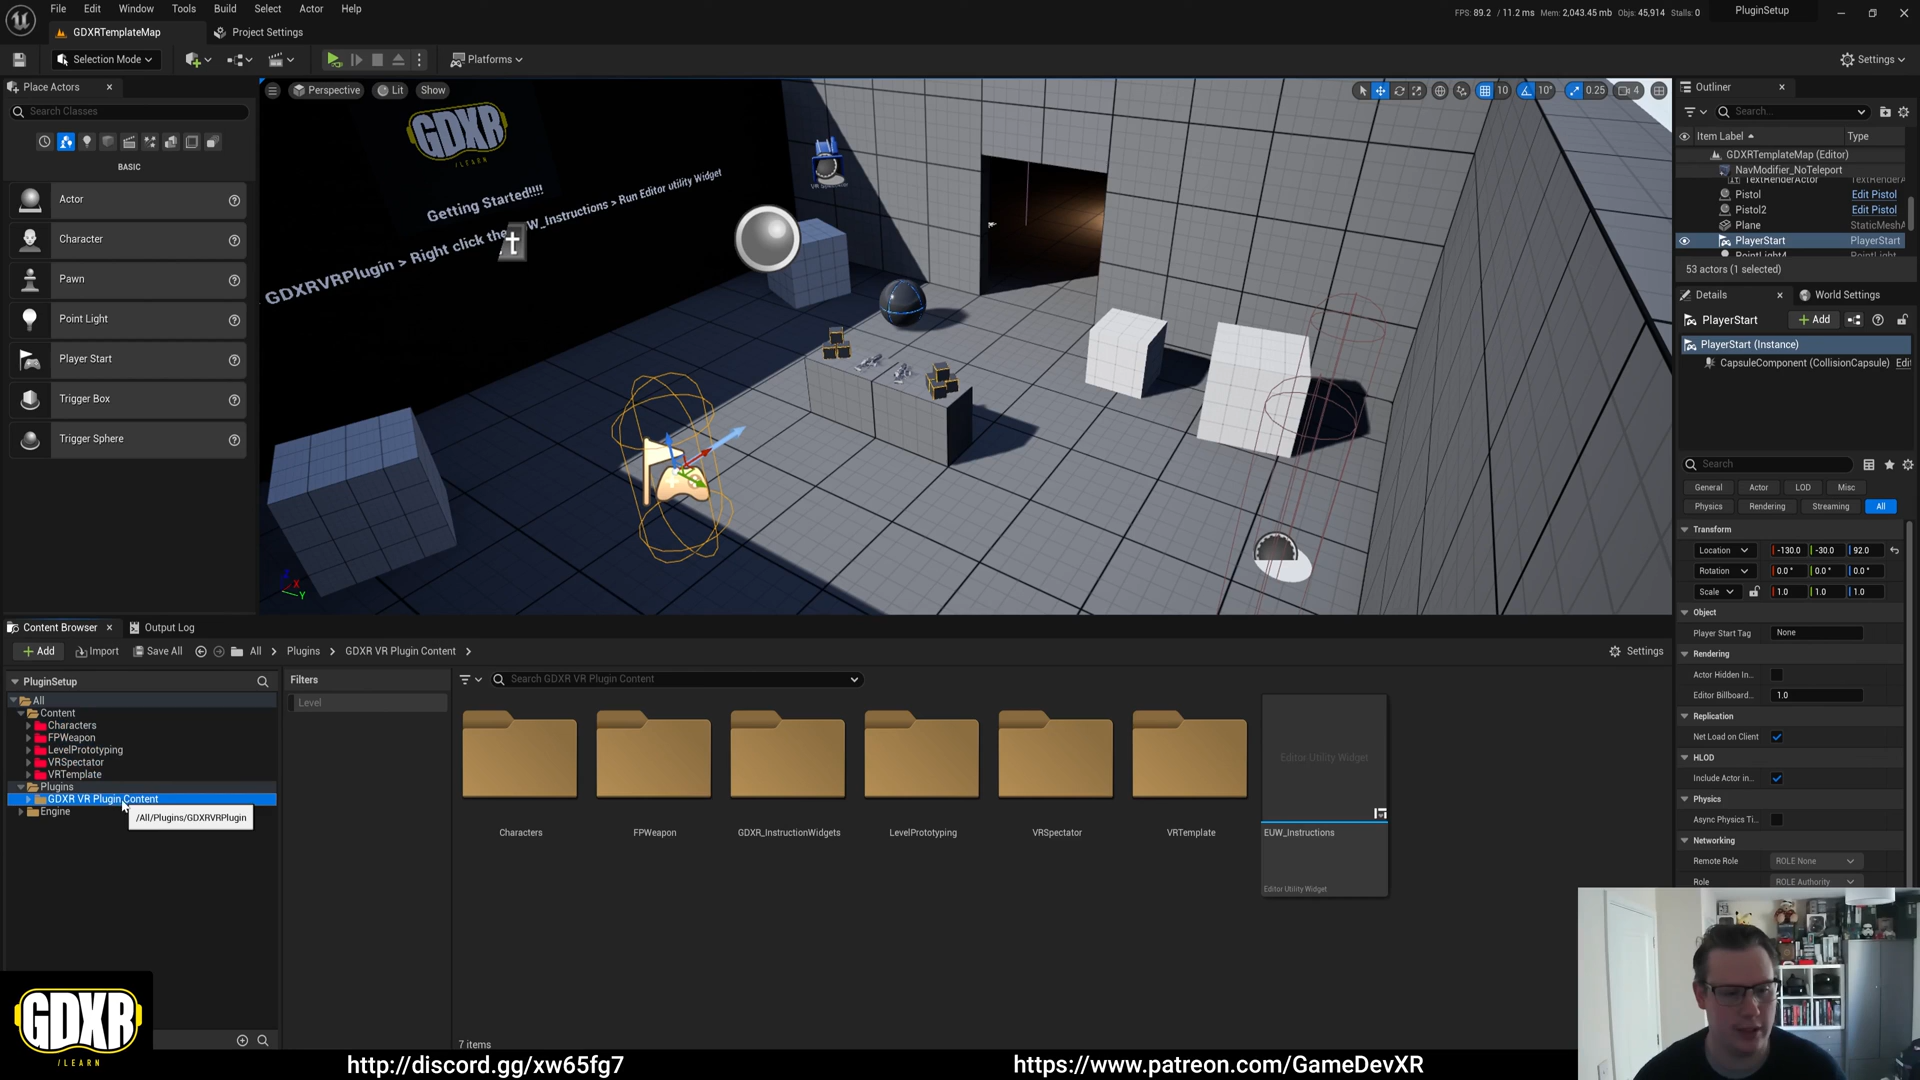 File Edit Window Tools Build Select Actor Help
FPS: 89.2 / 11.2 ms Mem: 2,043.45 mb Objs: 45,914 Stalls: 0
PluginSetup
GDXRTemplateMap
Project Settings
Selection Mode
Platforms
Settings
Place Actors
Search Classes
BASIC
Actor
Character
Pawn
Point Light
Player Start
Trigger Box
Trigger Sphere
Perspective
Lit
Show
10
10°
0.25
4
GDXR
/LEARN
Getting Started!!!!
GDXRVRPlugin > Right click the
W_Instructions > Run Editor utility Widget
t
X
Y
Outliner
Search...
Item Label
Type
GDXRTemplateMap (Editor)
NavModifier_NoTeleport
TextRenderActor
Pistol
Edit Pistol
Pistol2
Edit Pistol
Plane
StaticMeshA
PlayerStart
PlayerStart
PointLight4
53 actors (1 selected)
Details
World Settings
PlayerStart
Add
PlayerStart (Instance)
CapsuleComponent (CollisionCapsule)
Edi
Search
General
Actor
LOD
Misc
Physics
Rendering
Streaming
All
Transform
Location
-130.0
-30.0
92.0
Rotation
0.0°
0.0°
0.0°
Scale
1.0
1.0
1.0
Object
Player Start Tag
None
Rendering
Actor Hidden In...
Editor Billboard...
1.0
Replication
Net Load on Client
HLOD
Include Actor in...
Physics
Async Physics Ti...
Networking
Remote Role
ROLE None
Role
ROLE Authority
Content Browser
Output Log
Add
Import
Save All
All > Plugins > GDXR VR Plugin Content >
Settings
PluginSetup
All
Content
Characters
FPWeapon
LevelPrototyping
VRSpectator
VRTemplate
Plugins
GDXR VR Plugin Content
Engine
/All/Plugins/GDXRVRPlugin
Filters
Level
Search GDXR VR Plugin Content
Characters
FPWeapon
GDXR_InstructionWidgets
LevelPrototyping
VRSpectator
VRTemplate
Editor Utility Widget
EUW_Instructions
Editor Utility Widget
7 items
GDXR
/LEARN
http://discord.gg/xw65fg7
https://www.patreon.com/GameDevXR